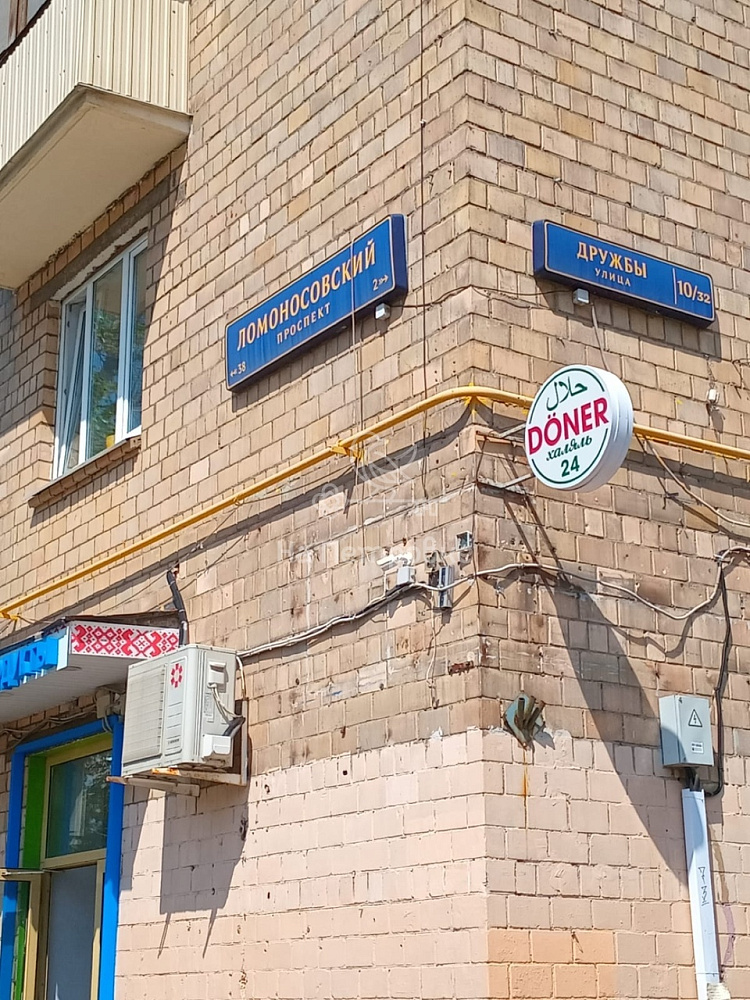 ЛОМОНОСОВСКИЙ
ПРОСПЕКТ
38
2
ДРУЖБЫ
УЛИЦА
10/32
حلال
DÖNER
халяль
24